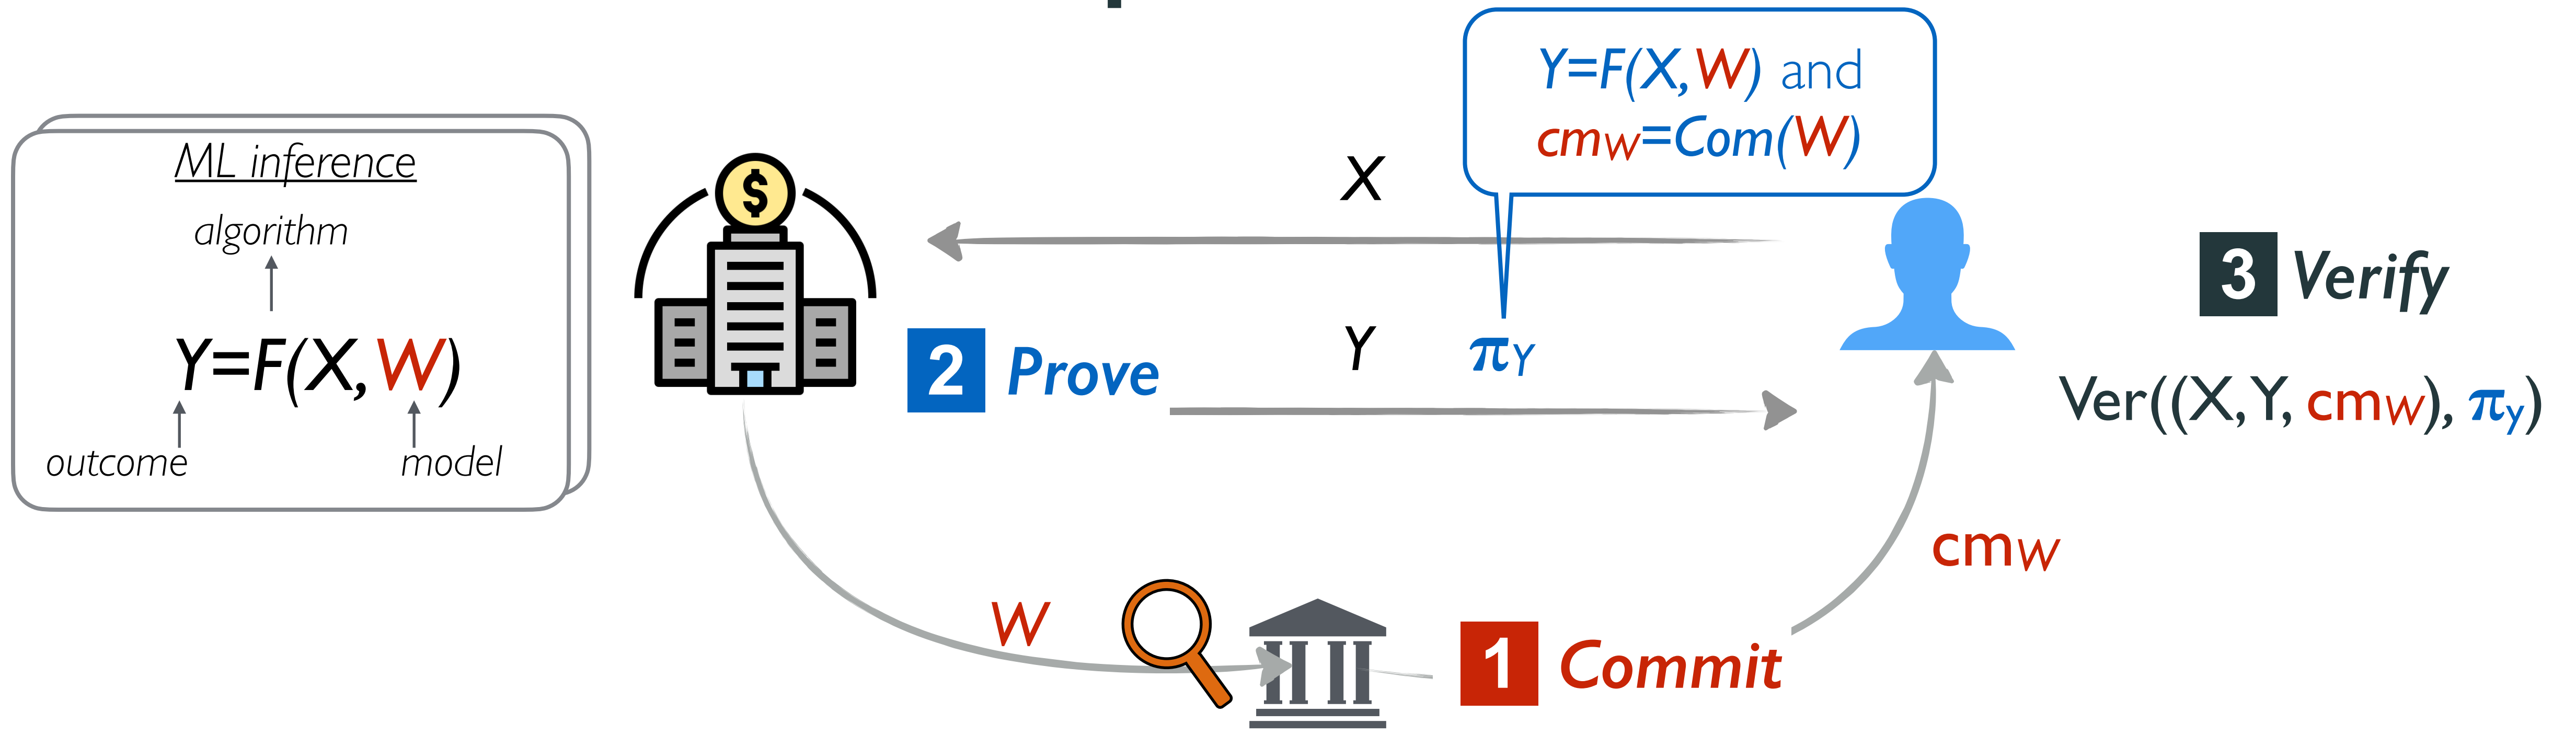 ML inference
algorithm
Y=F(X,W)
outcome
model
$
X
Y=F(X,W) and
cmW=Com(W)
2 Prove
Y
πY
3 Verify
Ver((X,Y, cmW), πy)
W
1 Commit
cmW